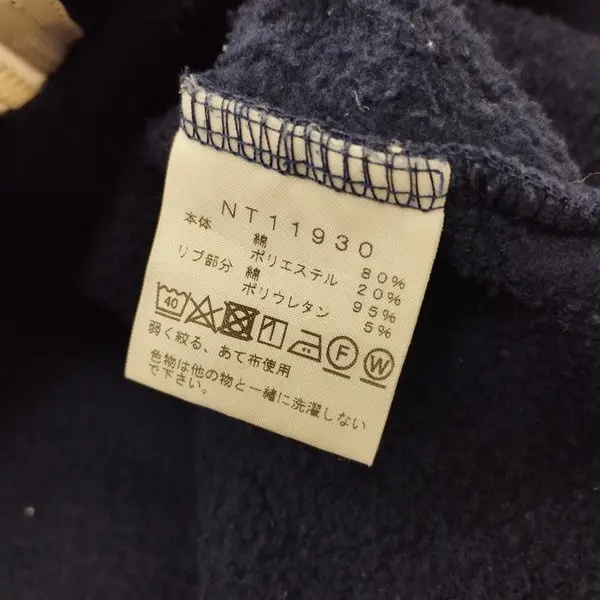 NT11930
本体 綿 80%
ポリエステル 20%
リブ部分 綿 95%
ポリウレタン 5%
40 F W
弱く絞る、あて布使用
色物は他の物と一緒に洗濯しない
で下さい。